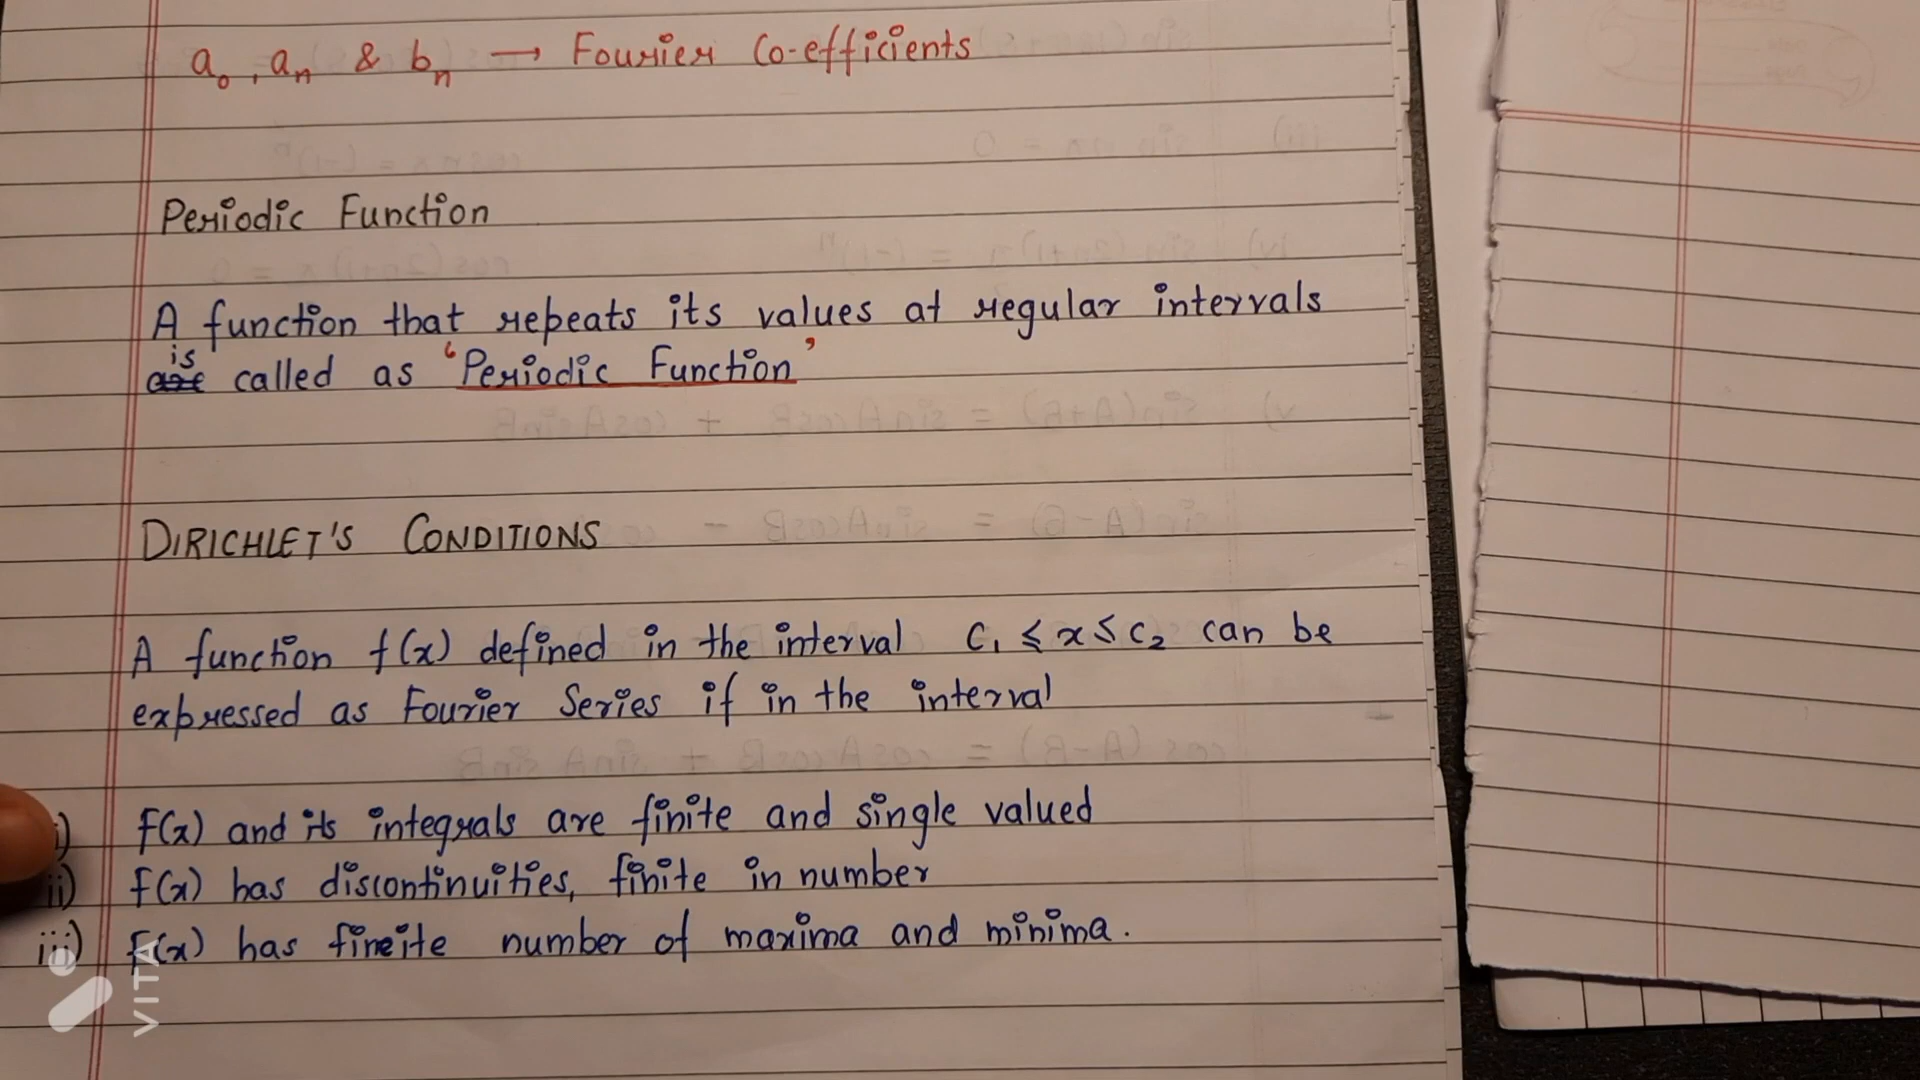 a₀, aₙ & bₙ → Fourier Co-efficients
Periodic Function
A function that repeats its values at regular intervals
is
are called as 'Periodic Function'
DIRICHLET'S CONDITIONS
A function f(x) defined in the interval C₁ ≤ x ≤ C₂ can be
expressed as Fourier Series if in the interval
i) f(x) and its integrals are finite and single valued
ii) f(x) has discontinuities, finite in number
iii) f(x) has fineite number of maxima and minima.
VITA